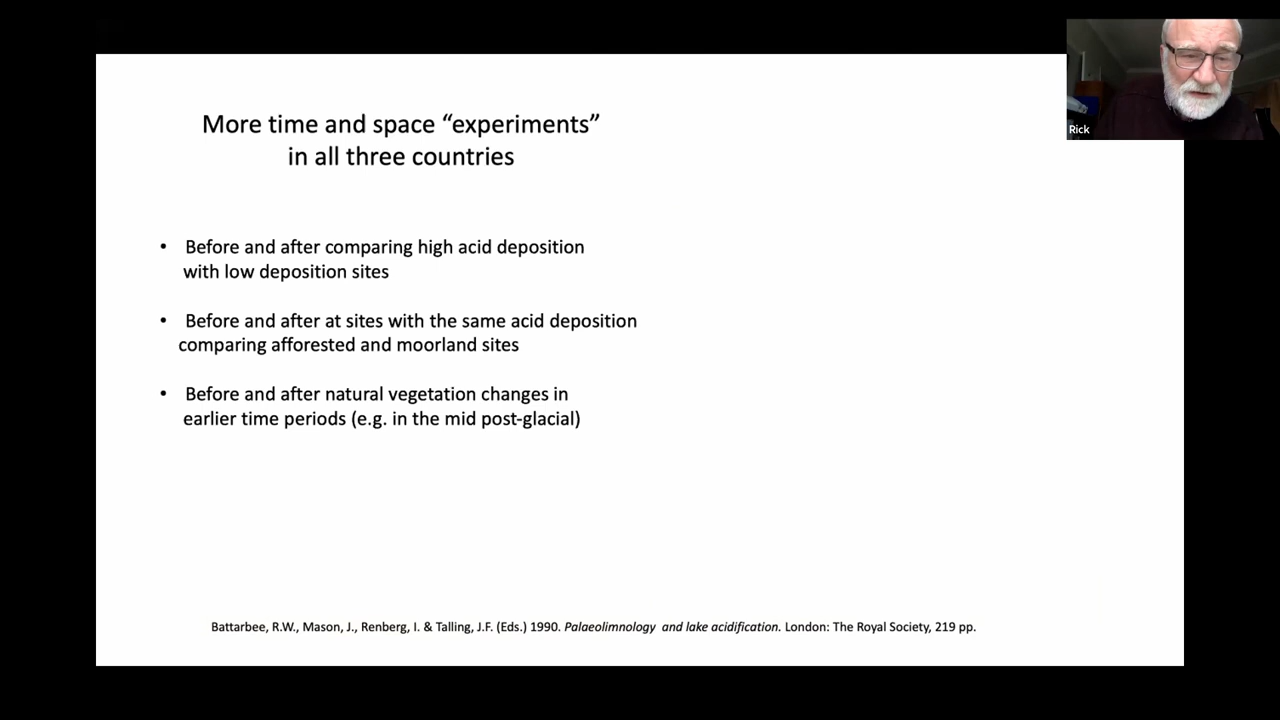 More time and space “experiments”
in all three countries
Rick
• Before and after comparing high acid deposition
with low deposition sites
• Before and after at sites with the same acid deposition
comparing afforested and moorland sites
• Before and after natural vegetation changes in
earlier time periods (e.g. in the mid post-glacial)
Battarbee, R.W., Mason, J., Renberg, I. & Talling, J.F. (Eds.) 1990. Palaeolimnology and lake acidification. London: The Royal Society, 219 pp.